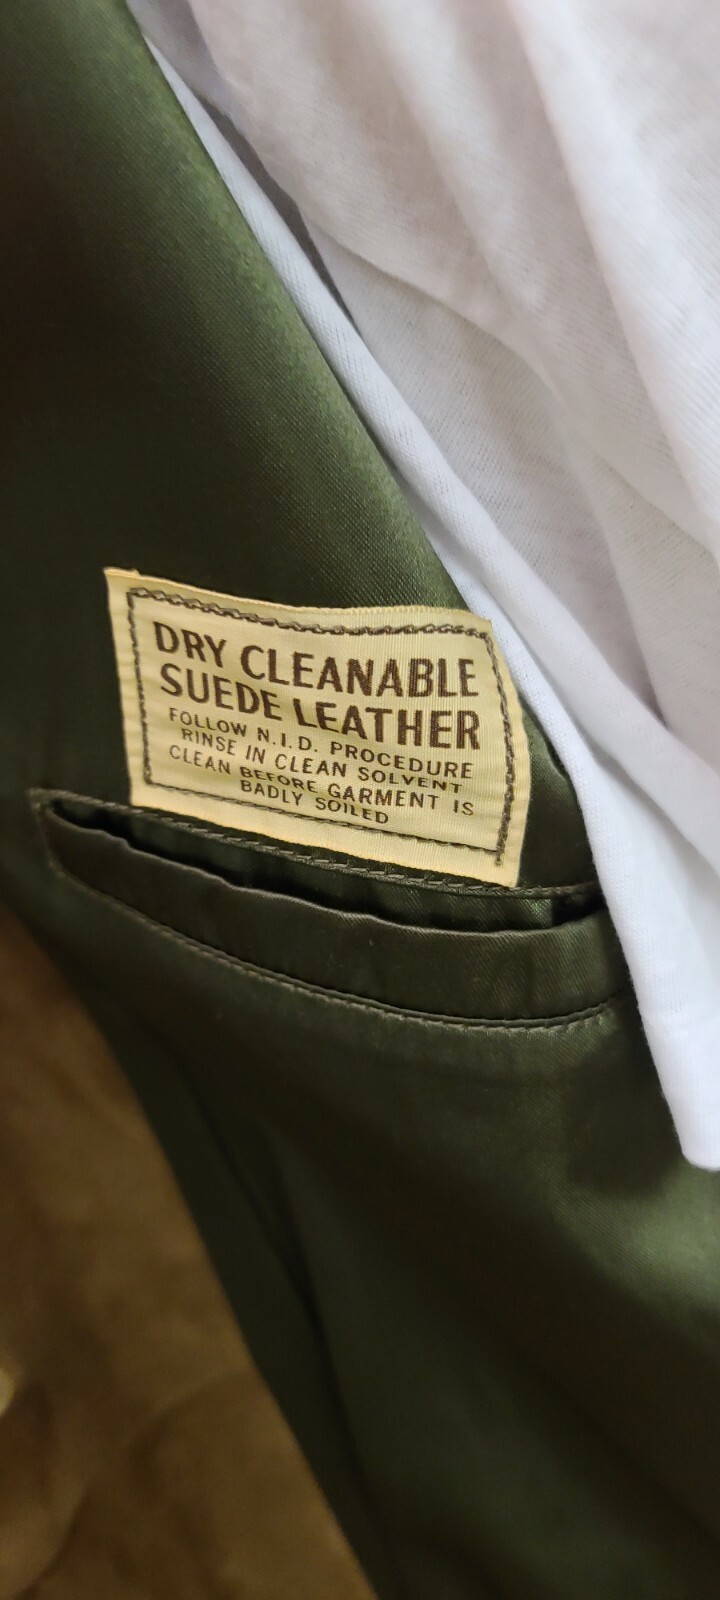 DRY CLEANABLE
SUEDE LEATHER
FOLLOW N.I.D. PROCEDURE
RINSE IN CLEAN SOLVENT
CLEAN BEFORE GARMENT IS
BADLY SOILED